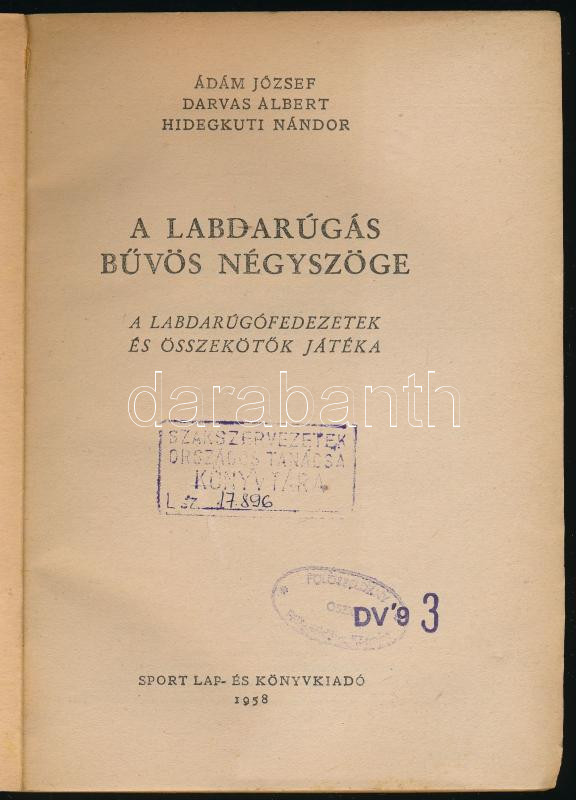 ÁDÁM JÓZSEF
DARVAS ALBERT
HIDEGKUTI NÁNDOR
A LABDARÚGÁS
BŰVÖS NÉGYSZÖGE
A LABDARÚGÓFEDEZETEK
ÉS ÖSSZEKÖTŐK JÁTÉKA
darabanth
SZAKSZERVEZETEK
ORSZÁGOS TANÁCSA
KÖNYVTÁRA
L sz. 17.896
DV'9 3
SPORT LAP- ÉS KÖNYVKIADÓ
1958